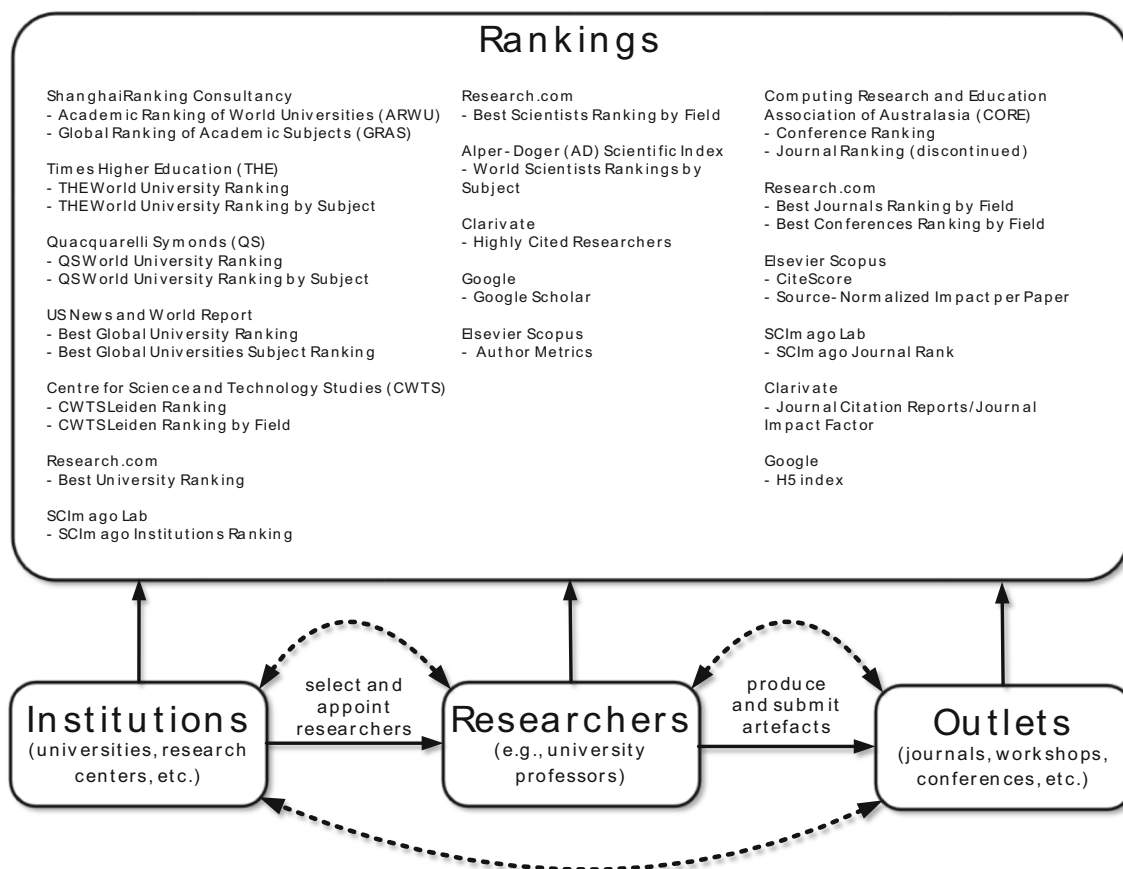 Rankings
ShanghaiRanking Consultancy
- Academic Ranking of World Universities (ARWU)
- Global Ranking of Academic Subjects (GRAS)
Times Higher Education (THE)
- THE World University Ranking
- THE World University Ranking by Subject
Quacquarelli Symonds (QS)
- QS World University Ranking
- QS World University Ranking by Subject
US News and World Report
- Best Global University Ranking
- Best Global Universities Subject Ranking
Centre for Science and Technology Studies (CWTS)
- CWTS Leiden Ranking
- CWTS Leiden Ranking by Field
Research.com
- Best University Ranking
SCImago Lab
- SCImago Institutions Ranking
Research.com
- Best Scientists Ranking by Field
Alper-Doger (AD) Scientific Index
- World Scientists Rankings by
Subject
Clarivate
- Highly Cited Researchers
Google
- Google Scholar
Elsevier Scopus
- Author Metrics
Computing Research and Education
Association of Australasia (CORE)
- Conference Ranking
- Journal Ranking (discontinued)
Research.com
- Best Journals Ranking by Field
- Best Conferences Ranking by Field
Elsevier Scopus
- CiteScore
- Source-Normalized Impact per Paper
SCImago Lab
- SCImago Journal Rank
Clarivate
- Journal Citation Reports/Journal
Impact Factor
Google
- H5 index
Institutions
(universities, research
centers, etc.)
select and
appoint
researchers
Researchers
(e.g., university
professors)
produce
and submit
artefacts
Outlets
(journals, workshops,
conferences, etc.)